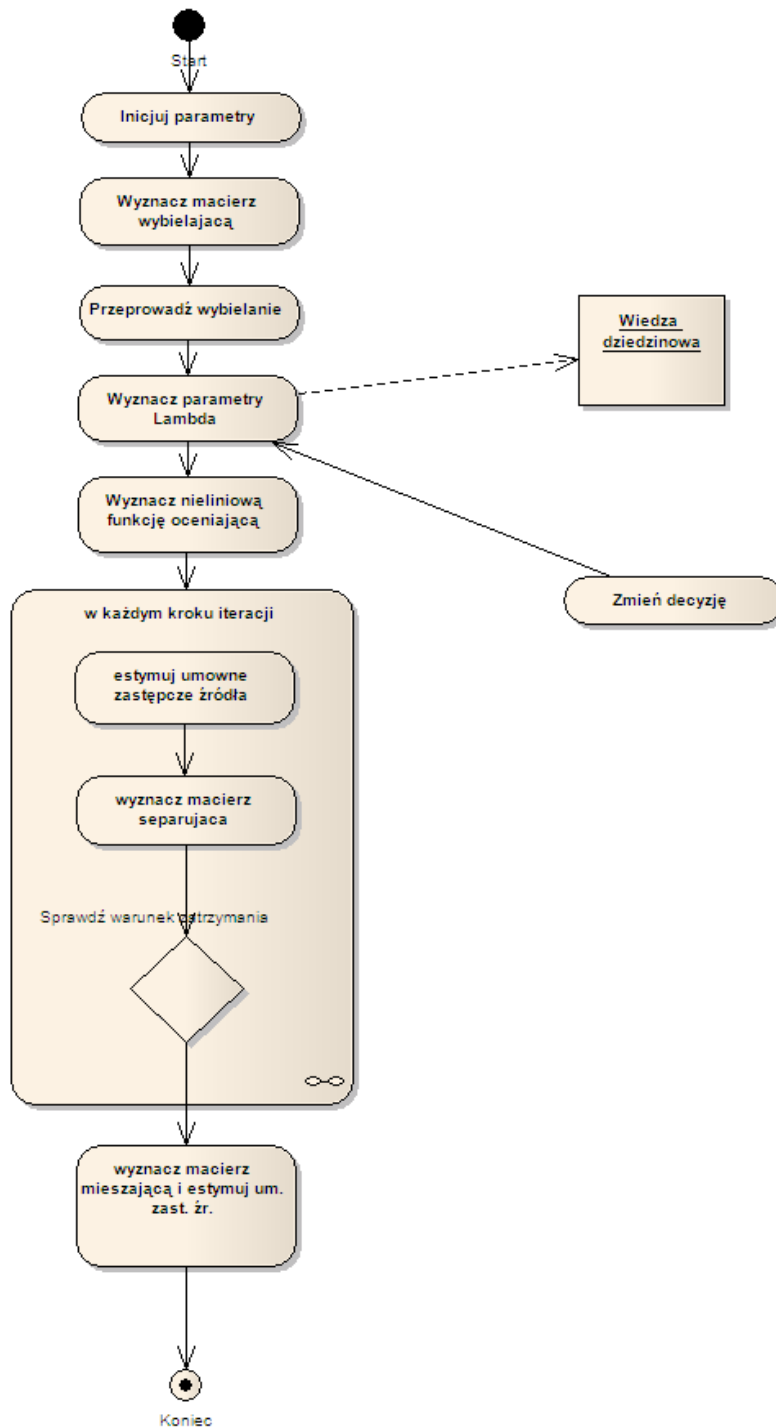 Start
Inicjuj parametry
Wyznacz macierz
wybielajacą
Przeprowadź wybielanie
Wiedza
dziedzinowa
Wyznacz parametry
Lambda
Wyznacz nieliniową
funkcję oceniającą
Zmień decyzję
w każdym kroku iteracji
estymuj umowne
zastępcze źródła
wyznacz macierz
separujaca
Sprawdź warunek zatrzymania
wyznacz macierz
mieszającą i estymuj um.
zast. źr.
Koniec